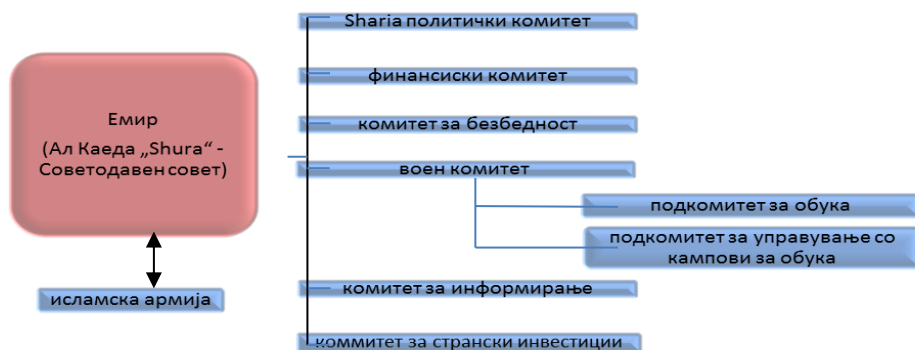 Sharia политички комитет
финансиски комитет
комитет за безбедност
воен комитет
подкомитет за обука
подкомитет за управување со
кампови за обука
комитет за информирање
коммитет за странски инвестиции
Емир
(Ал Каеда „Shura“ -
Советодавен совет)
исламска армија